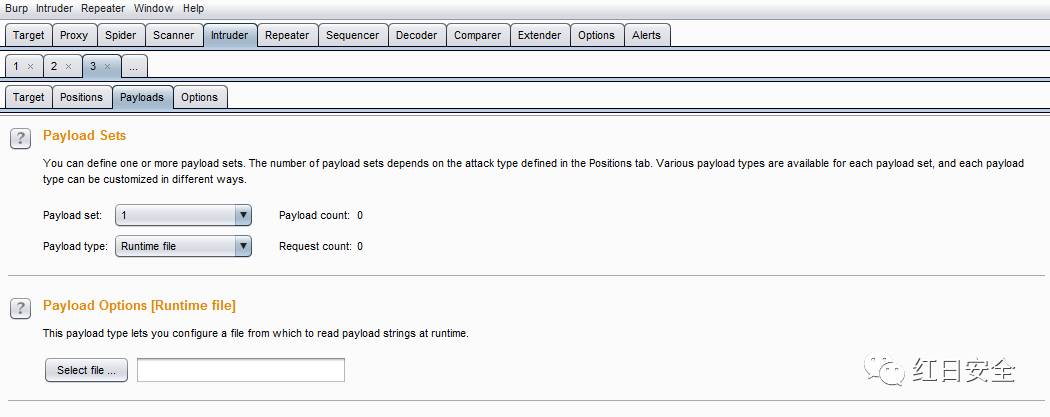 Burp Intruder Repeater Window Help
Target Proxy Spider Scanner Intruder Repeater Sequencer Decoder Comparer Extender Options Alerts
1 × 2 × 3 × ...
Target Positions Payloads Options
? Payload Sets
You can define one or more payload sets. The number of payload sets depends on the attack type defined in the Positions tab. Various payload types are available for each payload set, and each payload
type can be customized in different ways.
Payload set: 1 Payload count: 0
Payload type: Runtime file Request count: 0
? Payload Options [Runtime file]
This payload type lets you configure a file from which to read payload strings at runtime.
Select file ...
红日安全